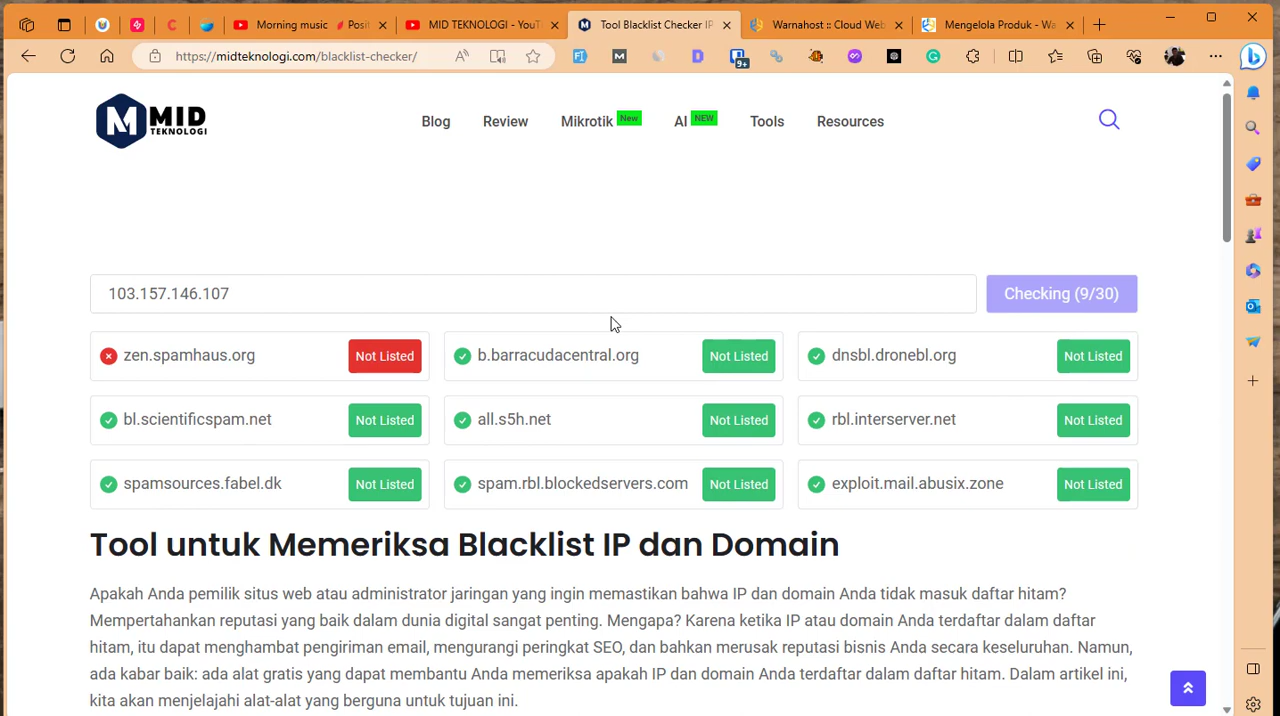 Morning music
Posit
MID TEKNOLOGI - YouT
Tool Blacklist Checker IP
Warnahost :: Cloud Web
Mengelola Produk - Wa
https://midteknologi.com/blacklist-checker/
9+
MID
TEKNOLOGI
Blog
Review
Mikrotik New
AI NEW
Tools
Resources
103.157.146.107
Checking (9/30)
zen.spamhaus.org Not Listed
b.barracudacentral.org Not Listed
dnsbl.dronebl.org Not Listed
bl.scientificspam.net Not Listed
all.s5h.net Not Listed
rbl.interserver.net Not Listed
spamsources.fabel.dk Not Listed
spam.rbl.blockedservers.com Not Listed
exploit.mail.abusix.zone Not Listed
Tool untuk Memeriksa Blacklist IP dan Domain
Apakah Anda pemilik situs web atau administrator jaringan yang ingin memastikan bahwa IP dan domain Anda tidak masuk daftar hitam?
Mempertahankan reputasi yang baik dalam dunia digital sangat penting. Mengapa? Karena ketika IP atau domain Anda terdaftar dalam daftar
hitam, itu dapat menghambat pengiriman email, mengurangi peringkat SEO, dan bahkan merusak reputasi bisnis Anda secara keseluruhan. Namun,
ada kabar baik: ada alat gratis yang dapat membantu Anda memeriksa apakah IP dan domain Anda terdaftar dalam daftar hitam. Dalam artikel ini,
kita akan menjelajahi alat-alat yang berguna untuk tujuan ini.